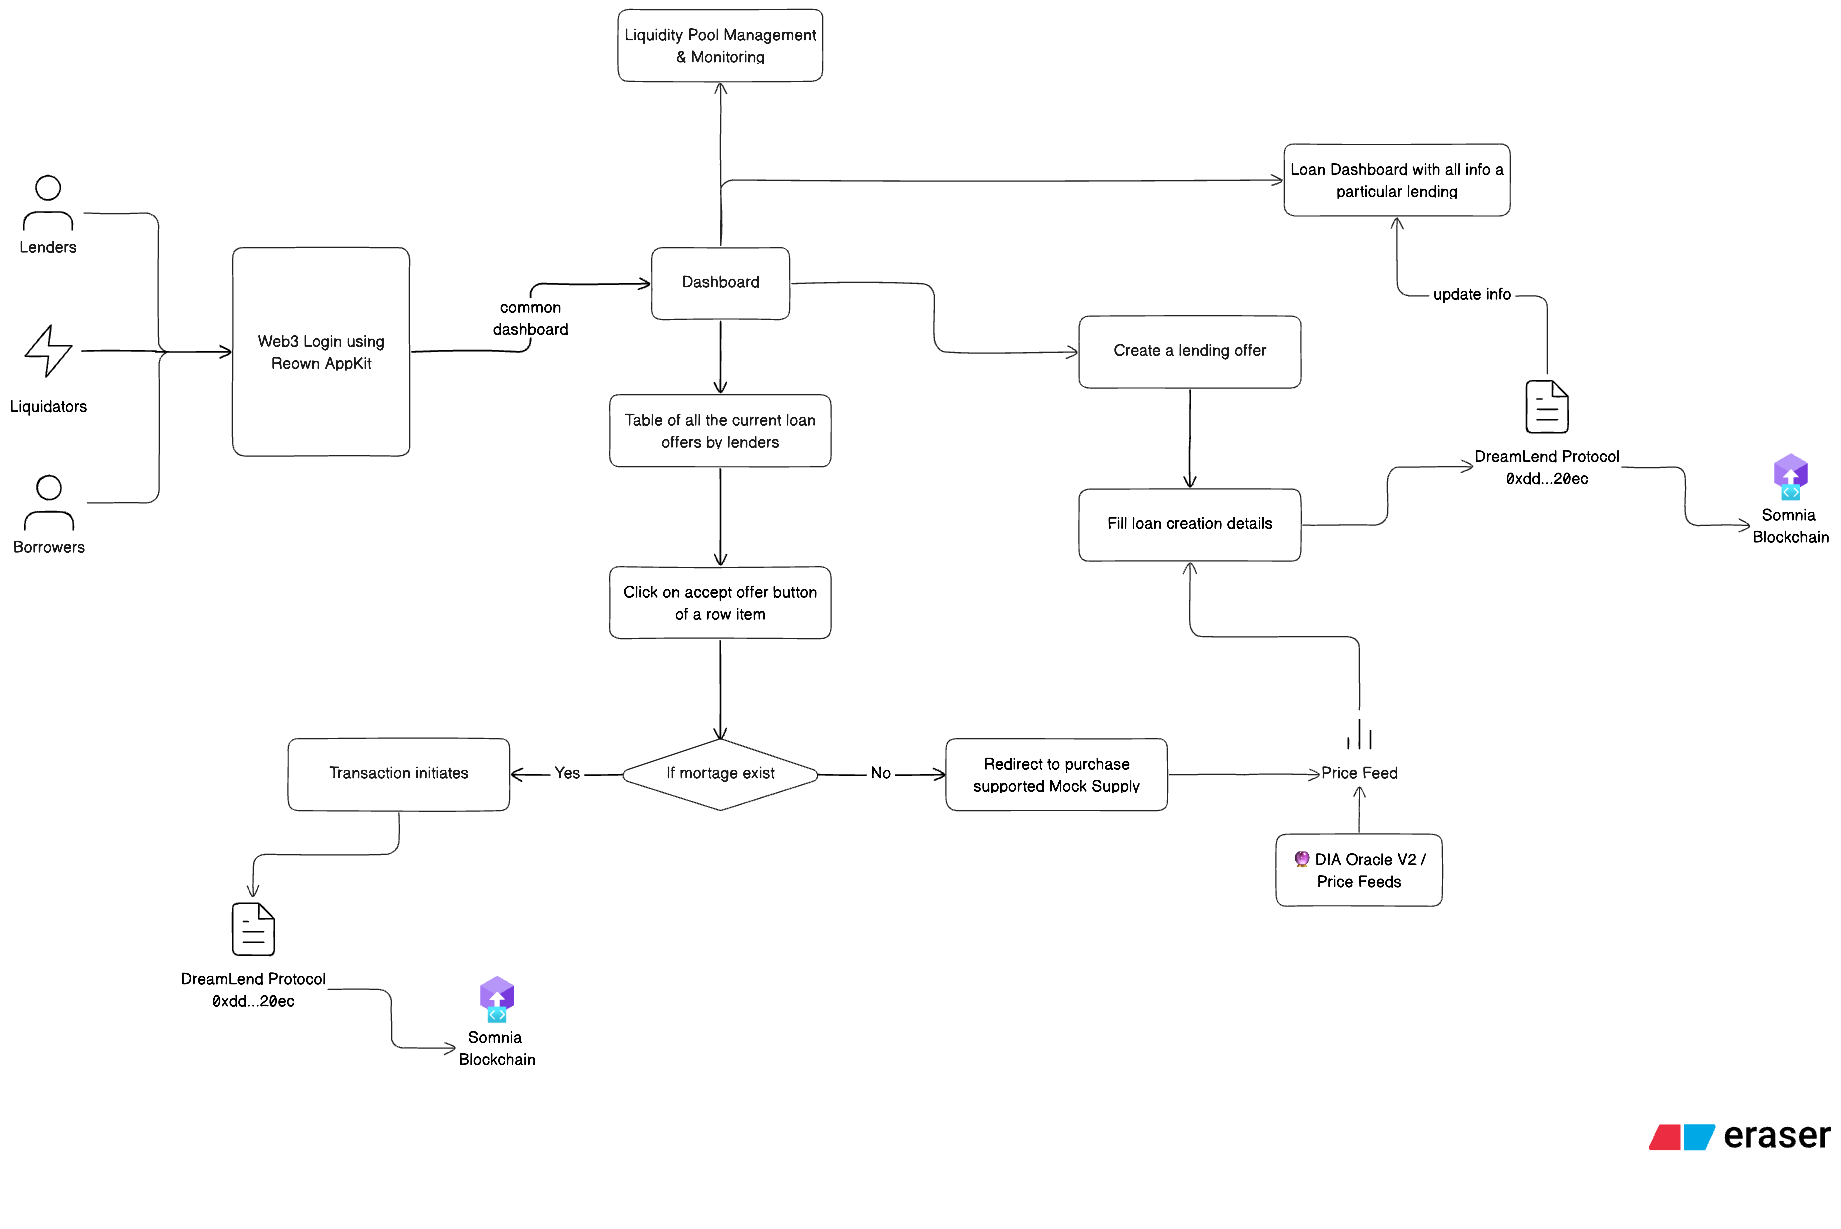 Liquidity Pool Management
& Monitoring
Loan Dashboard with all info a
particular lending
Lenders
Dashboard
update info
common
dashboard
Web3 Login using
Reown AppKit
Create a lending offer
Liquidators
Table of all the current loan
offers by lenders
DreamLend Protocol
0xdd...20ec
Fill loan creation details
Somnia
Blockchain
Borrowers
Click on accept offer button
of a row item
Transaction initiates
Yes
If mortage exist
No
Redirect to purchase
supported Mock Supply
Price Feed
DIA Oracle V2 /
Price Feeds
DreamLend Protocol
0xdd...20ec
Somnia
Blockchain
eraser